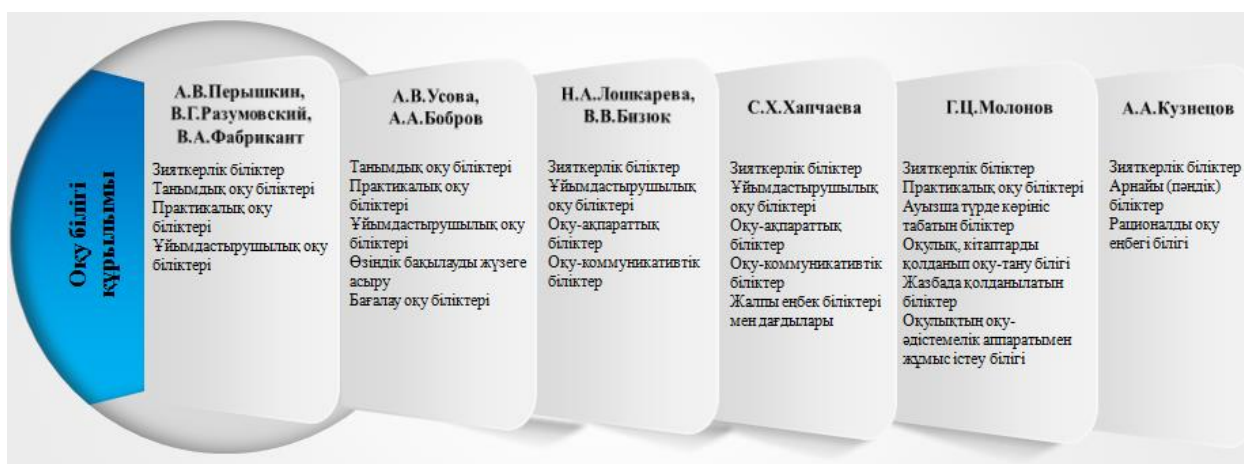 Оқу білігі
құрылымы
А.В.Перышкин,
В.Г.Разумовский,
В.А.Фабрикант
Зияткерлік біліктер
Танымдық оқу біліктері
Практикалық оқу
біліктері
Ұйымдастырушылық оқу
біліктері
А.В.Усова,
А.А.Бобров
Танымдық оқу біліктері
Практикалық оқу
біліктері
Ұйымдастырушылық оқу
біліктері
Өзіндік бақылауды жүзеге
асыру
Бағалау оқу біліктері
Н.А.Лошкарева,
В.В.Бизюк
Зияткерлік біліктер
Ұйымдастырушылық
оқу біліктері
Оқу-ақпараттық
біліктер
Оқу-коммуникативтік
біліктер
С.Х.Хапчаева
Зияткерлік біліктер
Ұйымдастырушылық
оқу біліктері
Оқу-ақпараттық
біліктер
Оқу-коммуникативтік
біліктер
Жалпы еңбек біліктері
мен дағдылары
Г.Ц.Молонов
Зияткерлік біліктер
Практикалық оқу біліктері
Ауызша түрде көрініс
табатын біліктер
Оқулық, кітаптарды
қолданып оқу-тану білігі
Жазбада қолданылатын
біліктер
Оқулықтың оқу-
әдістемелік аппаратымен
жұмыс істеу білігі
А.А.Кузнецов
Зияткерлік біліктер
Арнайы (пәндік)
біліктер
Рационалды оқу
еңбегі білігі